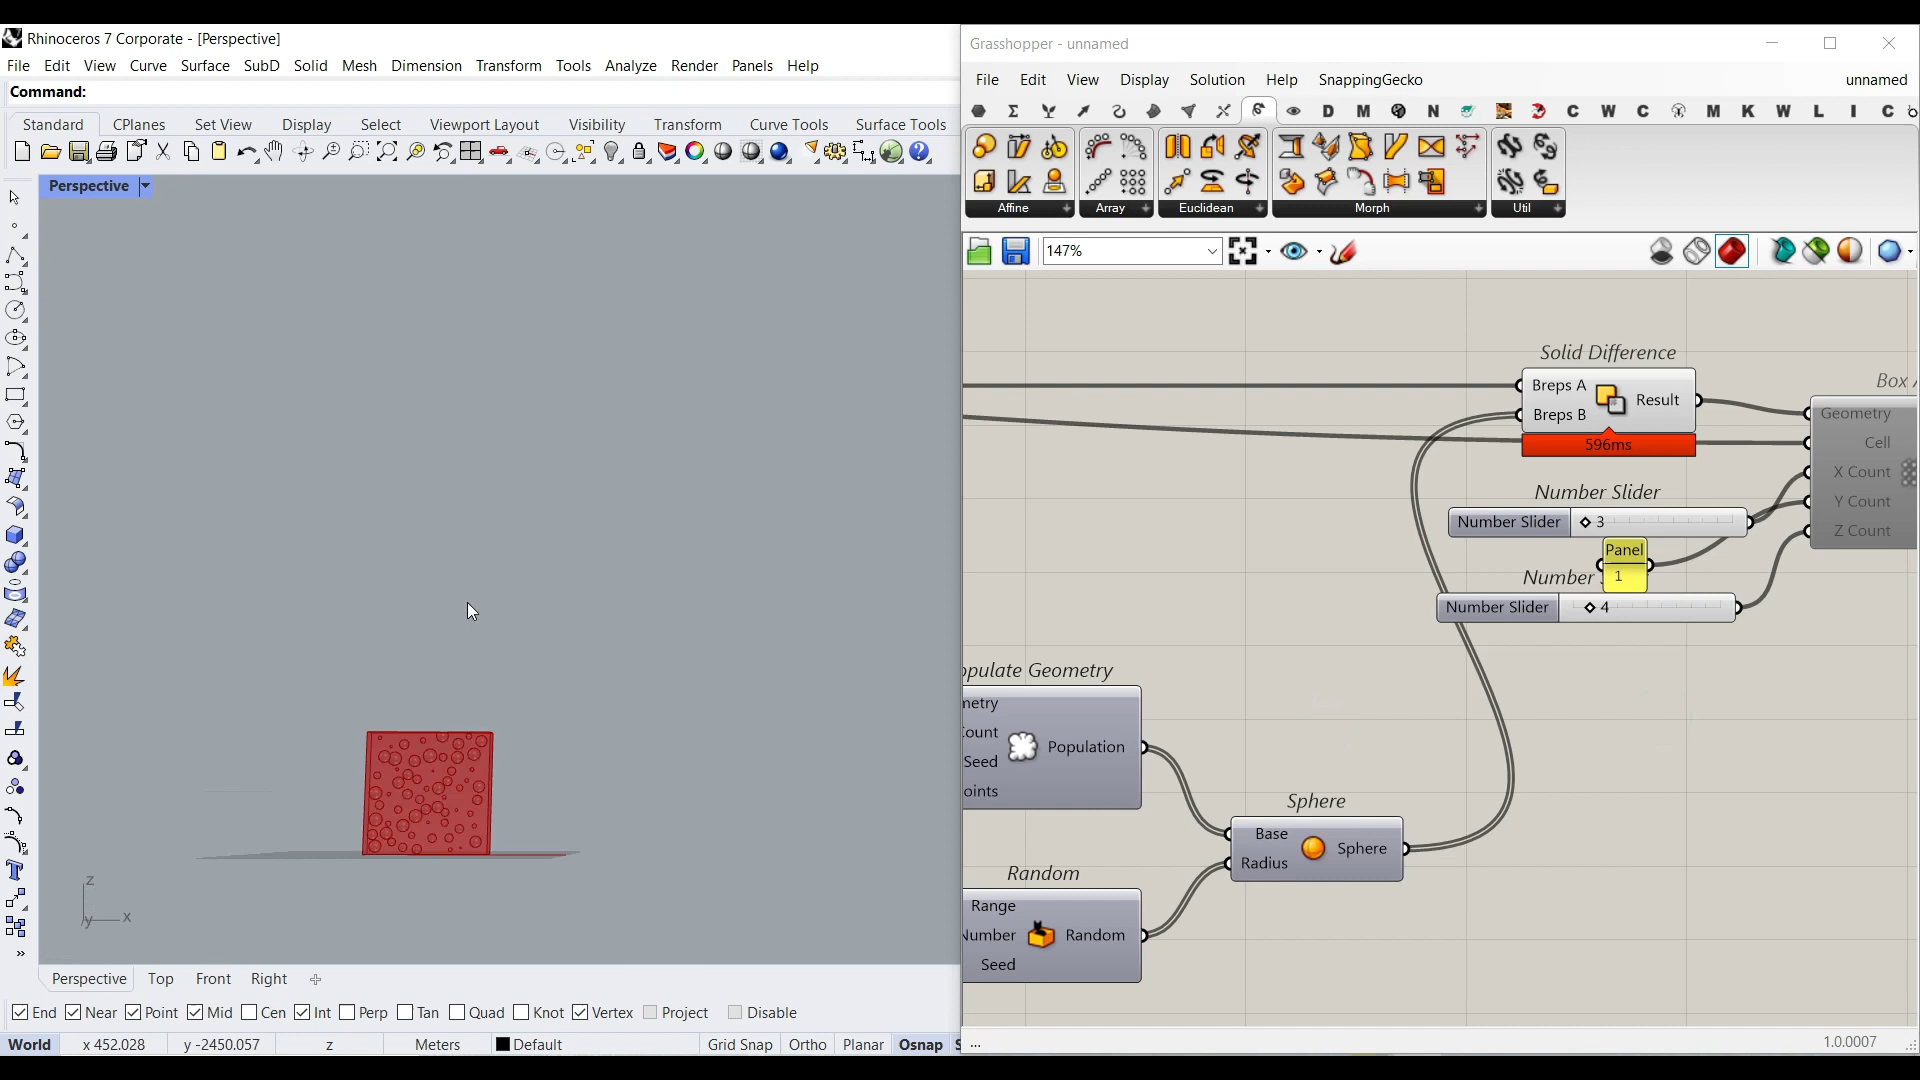 Rhinoceros 7 Corporate - [Perspective]
File Edit View Curve Surface SubD Solid Mesh Dimension Transform Tools Analyze Render Panels Help
Command:
Standard CPlanes Set View Display Select Viewport Layout Visibility Transform Curve Tools Surface Tools
Perspective
z
y x
Perspective Top Front Right
End Near Point Mid Cen Int Perp Tan Quad Knot Vertex Project Disable
World x 452.028 y -2450.057 z Meters Default Grid Snap Ortho Planar Osnap S
Grasshopper - unnamed
File Edit View Display Solution Help SnappingGecko unnamed
D M N C W C M K W L I C
Affine Array Euclidean Morph Util
147%
Solid Difference
Breps A
Breps B
Result
596ms
Box A
Geometry
Cell
X Count
Y Count
Z Count
Number Slider
Number Slider 3
Panel
1
Number S
Number Slider 4
opulate Geometry
metry
Count
Seed
oints
Population
Sphere
Base
Radius
Sphere
Random
Range
Number
Seed
Random
... 1.0.0007